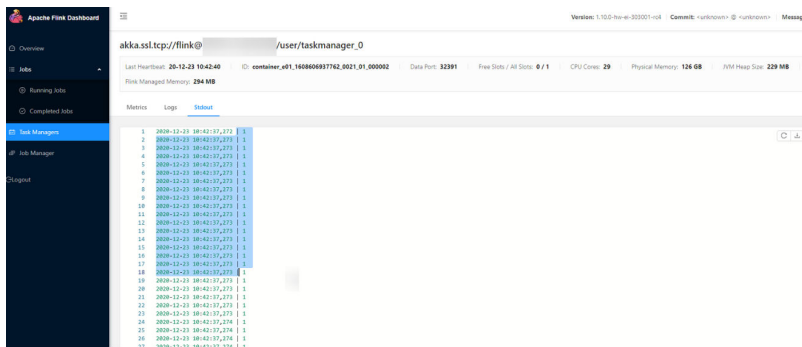 Apache Flink Dashboard
Version: 1.10.0-hw-ei-303001-rc4 Commit: <unknown> @ <unknown> Messag
Overview
Jobs
Running Jobs
Completed Jobs
Task Managers
Job Manager
Logout
akka.ssl.tcp://flink@ /user/taskmanager_0
Last Heartbeat: 20-12-23 10:42:40 ID: container_e01_1608606937762_0021_01_000002 Data Port: 32391 Free Slots / All Slots: 0 / 1 CPU Cores: 29 Physical Memory: 126 GB JVM Heap Size: 229 MB
Flink Managed Memory: 294 MB
Metrics Logs Stdout
1 2020-12-23 10:42:37,272 | 1
2 2020-12-23 10:42:37,273 | 1
3 2020-12-23 10:42:37,273 | 1
4 2020-12-23 10:42:37,273 | 1
5 2020-12-23 10:42:37,273 | 1
6 2020-12-23 10:42:37,273 | 1
7 2020-12-23 10:42:37,273 | 1
8 2020-12-23 10:42:37,273 | 1
9 2020-12-23 10:42:37,273 | 1
10 2020-12-23 10:42:37,273 | 1
11 2020-12-23 10:42:37,273 | 1
12 2020-12-23 10:42:37,273 | 1
13 2020-12-23 10:42:37,273 | 1
14 2020-12-23 10:42:37,273 | 1
15 2020-12-23 10:42:37,273 | 1
16 2020-12-23 10:42:37,273 | 1
17 2020-12-23 10:42:37,273 | 1
18 2020-12-23 10:42:37,273 | 1
19 2020-12-23 10:42:37,273 | 1
20 2020-12-23 10:42:37,273 | 1
21 2020-12-23 10:42:37,273 | 1
22 2020-12-23 10:42:37,273 | 1
23 2020-12-23 10:42:37,273 | 1
24 2020-12-23 10:42:37,274 | 1
25 2020-12-23 10:42:37,274 | 1
26 2020-12-23 10:42:37,274 | 1
27 2020-12-23 10:42:37,274 | 1